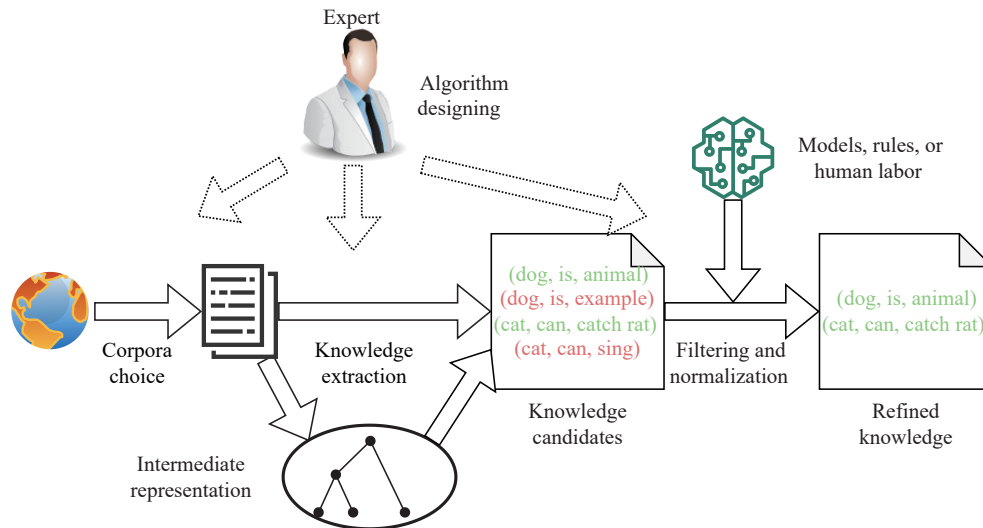 Expert
Algorithm
designing
Models, rules, or
human labor
(dog, is, animal)
(dog, is, example)
(cat, can, catch rat)
(cat, can, sing)
(dog, is, animal)
(cat, can, catch rat)
Corpora
choice
Knowledge
extraction
Filtering and
normalization
Knowledge
candidates
Refined
knowledge
Intermediate
representation